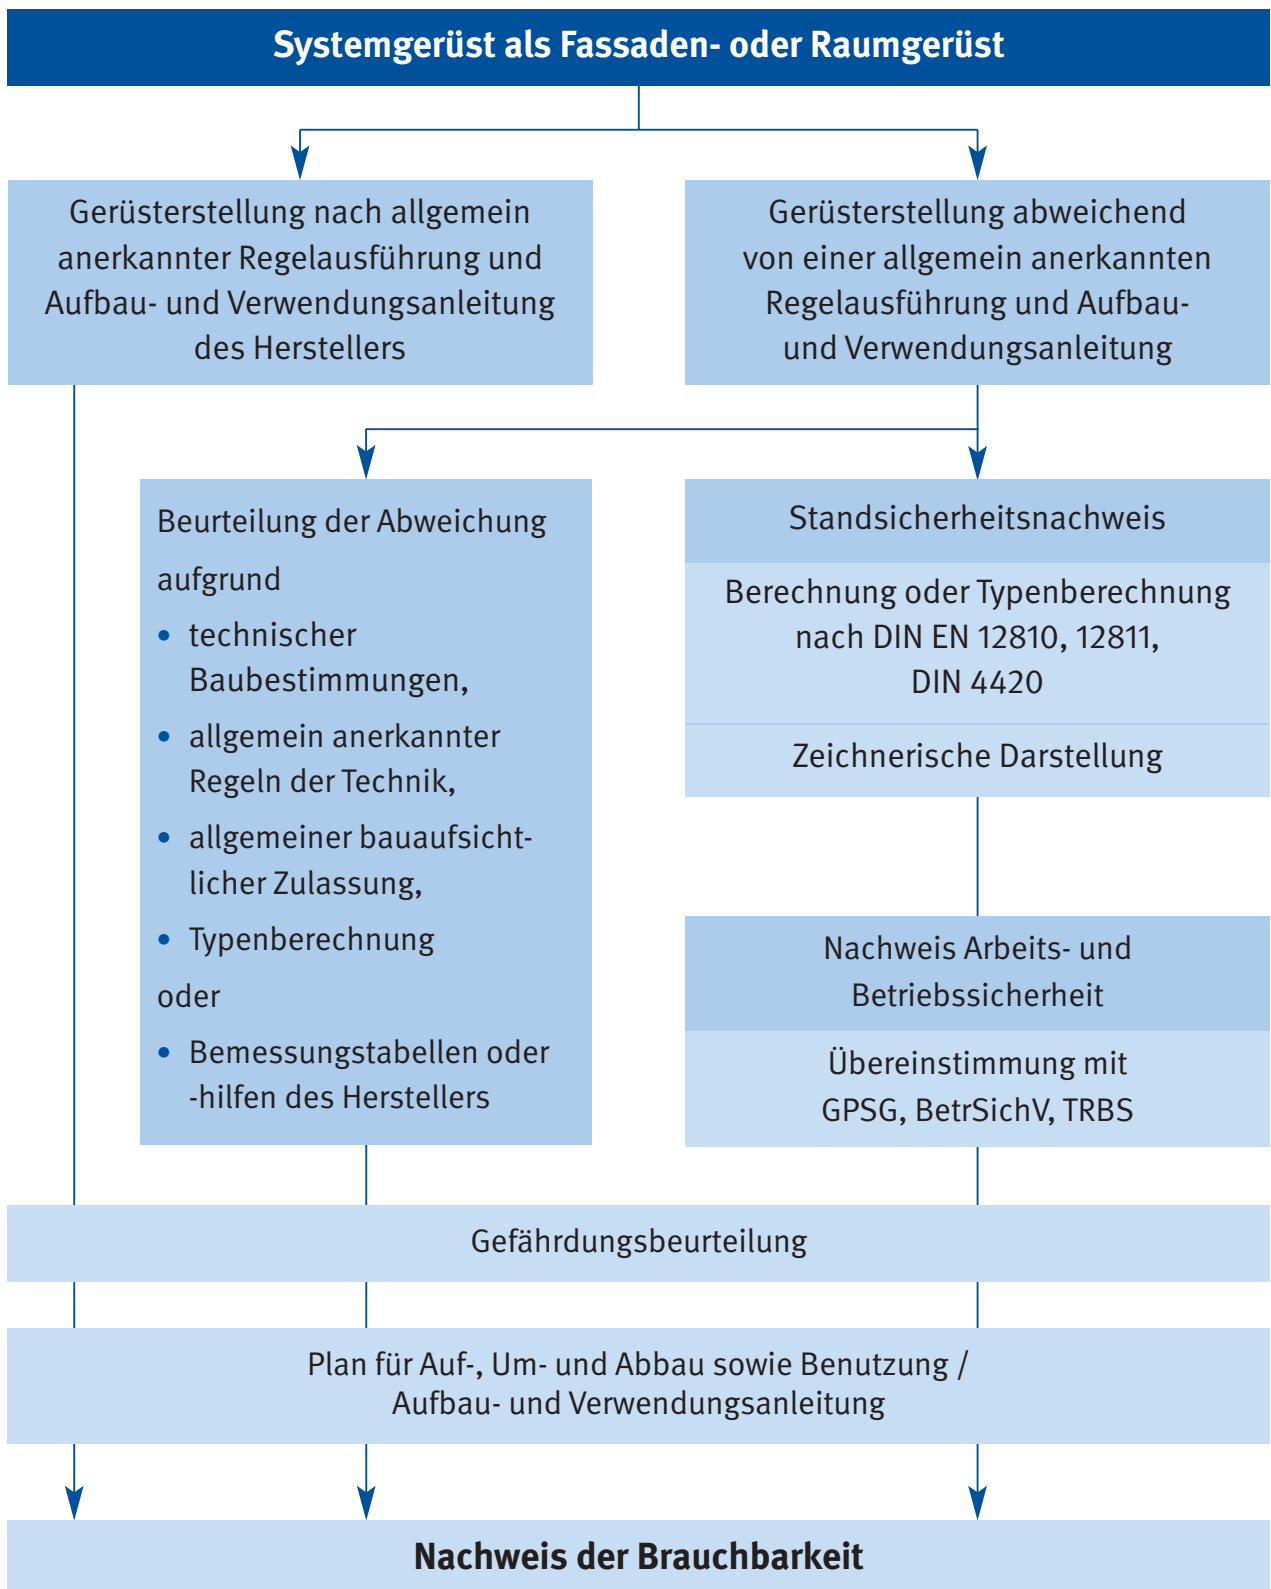 Systemgerüst als Fassaden- oder Raumgerüst
Gerüsterstellung nach allgemein
anerkannter Regelausführung und
Aufbau- und Verwendungsanleitung
des Herstellers
Gerüsterstellung abweichend
von einer allgemein anerkannten
Regelausführung und Aufbau-
und Verwendungsanleitung
Beurteilung der Abweichung
aufgrund
• technischer
Baubestimmungen,
• allgemein anerkannter
Regeln der Technik,
• allgemeiner bauaufsicht-
licher Zulassung,
• Typenberechnung
oder
• Bemessungstabellen oder
-hilfen des Herstellers
Standsicherheitsnachweis
Berechnung oder Typenberechnung
nach DIN EN 12810, 12811,
DIN 4420
Zeichnerische Darstellung
Nachweis Arbeits- und
Betriebssicherheit
Übereinstimmung mit
GPSG, BetrSichV, TRBS
Gefährdungsbeurteilung
Plan für Auf-, Um- und Abbau sowie Benutzung /
Aufbau- und Verwendungsanleitung
Nachweis der Brauchbarkeit